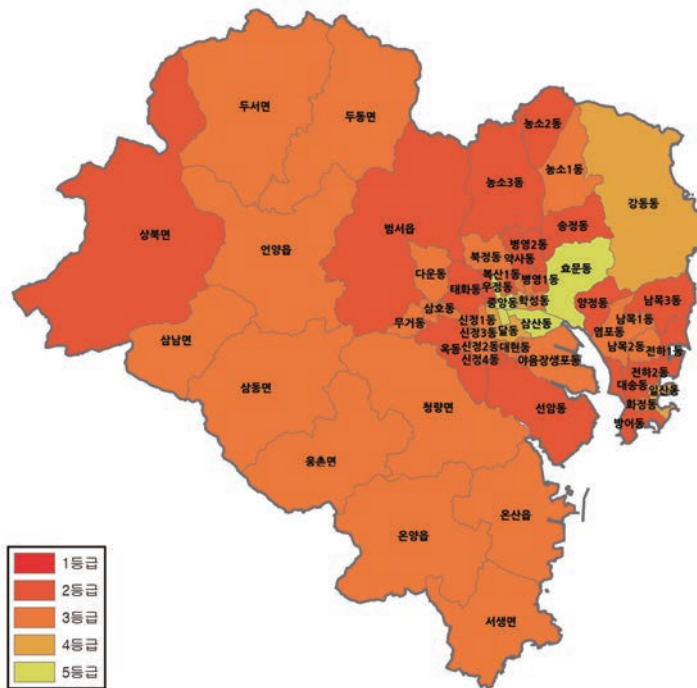 농소2동
두서면
두동면
농소1동
농소3동
강동동
상북면
범서읍
송정동
언양읍
병영2동
북정동
약사동
효문동
다운동
복산1동
병영1동
태화동
우정동
중앙동
학성동
양정동
남목3동
삼호동
무거동
신정1동
삼산동
남목1동
신정3동
달동
염포동
삼남면
옥동
신정2동
대현동
남목2동
전하1동
신정4동
야음장생포동
삼동면
전하2동
청량면
대송동
일산동
선암동
화정동
방어동
웅촌면
온양읍
온산읍
서생면
1등급
2등급
3등급
4등급
5등급